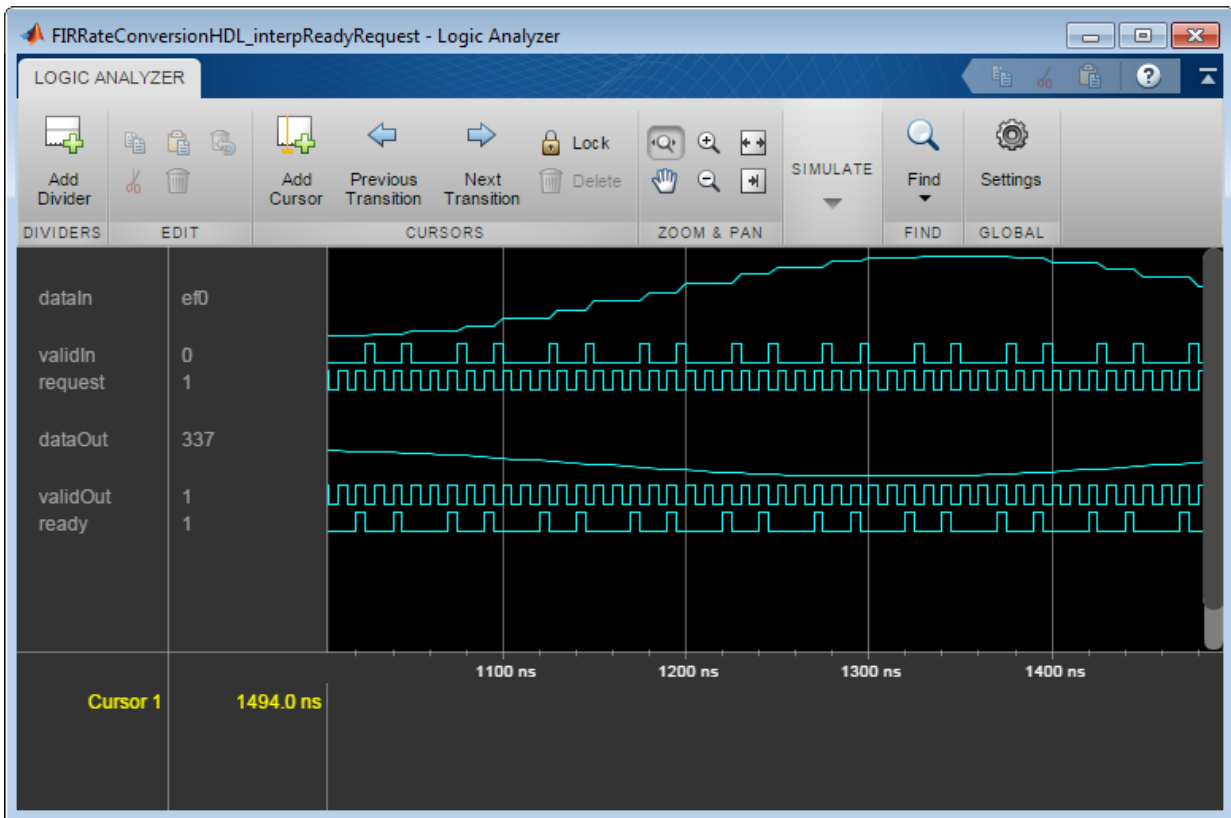 FIRRateConversionHDL_interpReadyRequest - Logic Analyzer
LOGIC ANALYZER
?
Add Divider
Add Cursor
Previous Transition
Next Transition
Lock
Delete
SIMULATE
Find
Settings
DIVIDERS EDIT CURSORS ZOOM & PAN FIND GLOBAL
dataIn ef0
validIn 0
request 1
dataOut 337
validOut 1
ready 1
1100 ns 1200 ns 1300 ns 1400 ns
Cursor 1 1494.0 ns